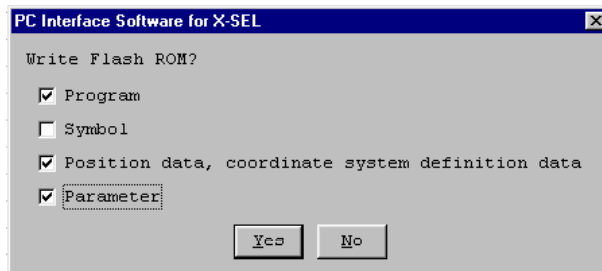 PC Interface Software for X-SEL
Write Flash ROM?
Program
Symbol
Position data, coordinate system definition data
Parameter
Yes No